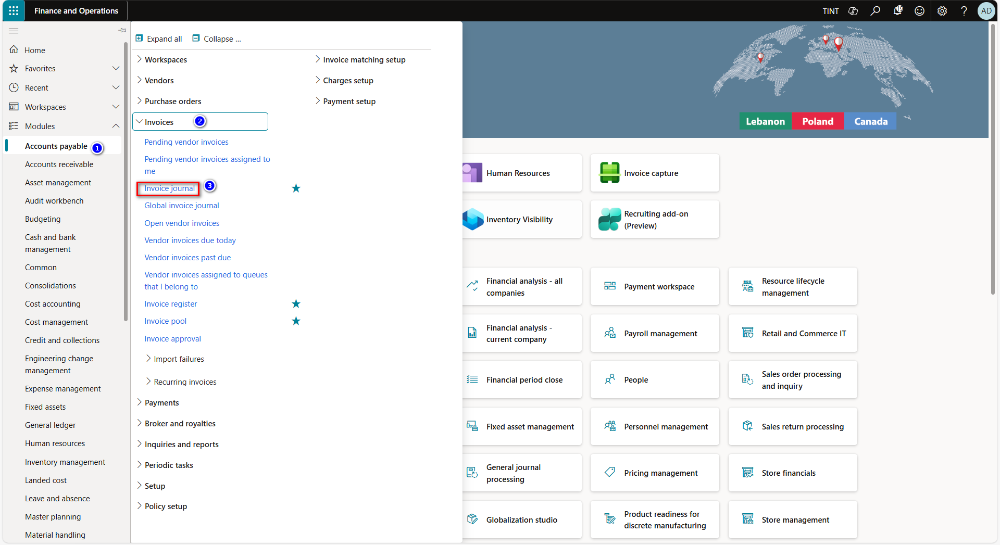 Finance and Operations
TINT
19
?
AD
Home
Favorites
Recent
Workspaces
Modules
Accounts payable
1
Accounts receivable
Asset management
Audit workbench
Budgeting
Cash and bank
management
Common
Consolidations
Cost accounting
Cost management
Credit and collections
Engineering change
management
Expense management
Fixed assets
General ledger
Human resources
Inventory management
Landed cost
Leave and absence
Master planning
Material handling
Expand all
Collapse ...
Workspaces
Vendors
Purchase orders
Invoices
2
Pending vendor invoices
Pending vendor invoices assigned to
me
Invoice journal
3
Global invoice journal
Open vendor invoices
Vendor invoices due today
Vendor invoices past due
Vendor invoices assigned to queues
that I belong to
Invoice register
Invoice pool
Invoice approval
Import failures
Recurring invoices
Payments
Broker and royalties
Inquiries and reports
Periodic tasks
Setup
Policy setup
Invoice matching setup
Charges setup
Payment setup
Lebanon
Poland
Canada
Human Resources
Invoice capture
Inventory Visibility
Recruiting add-on
(Preview)
Financial analysis - all
companies
Payment workspace
Resource lifecycle
management
Financial analysis -
current company
Payroll management
Retail and Commerce IT
Financial period close
People
Sales order processing
and inquiry
Fixed asset management
Personnel management
Sales return processing
General journal
processing
Pricing management
Store financials
Globalization studio
Product readiness for
discrete manufacturing
Store management